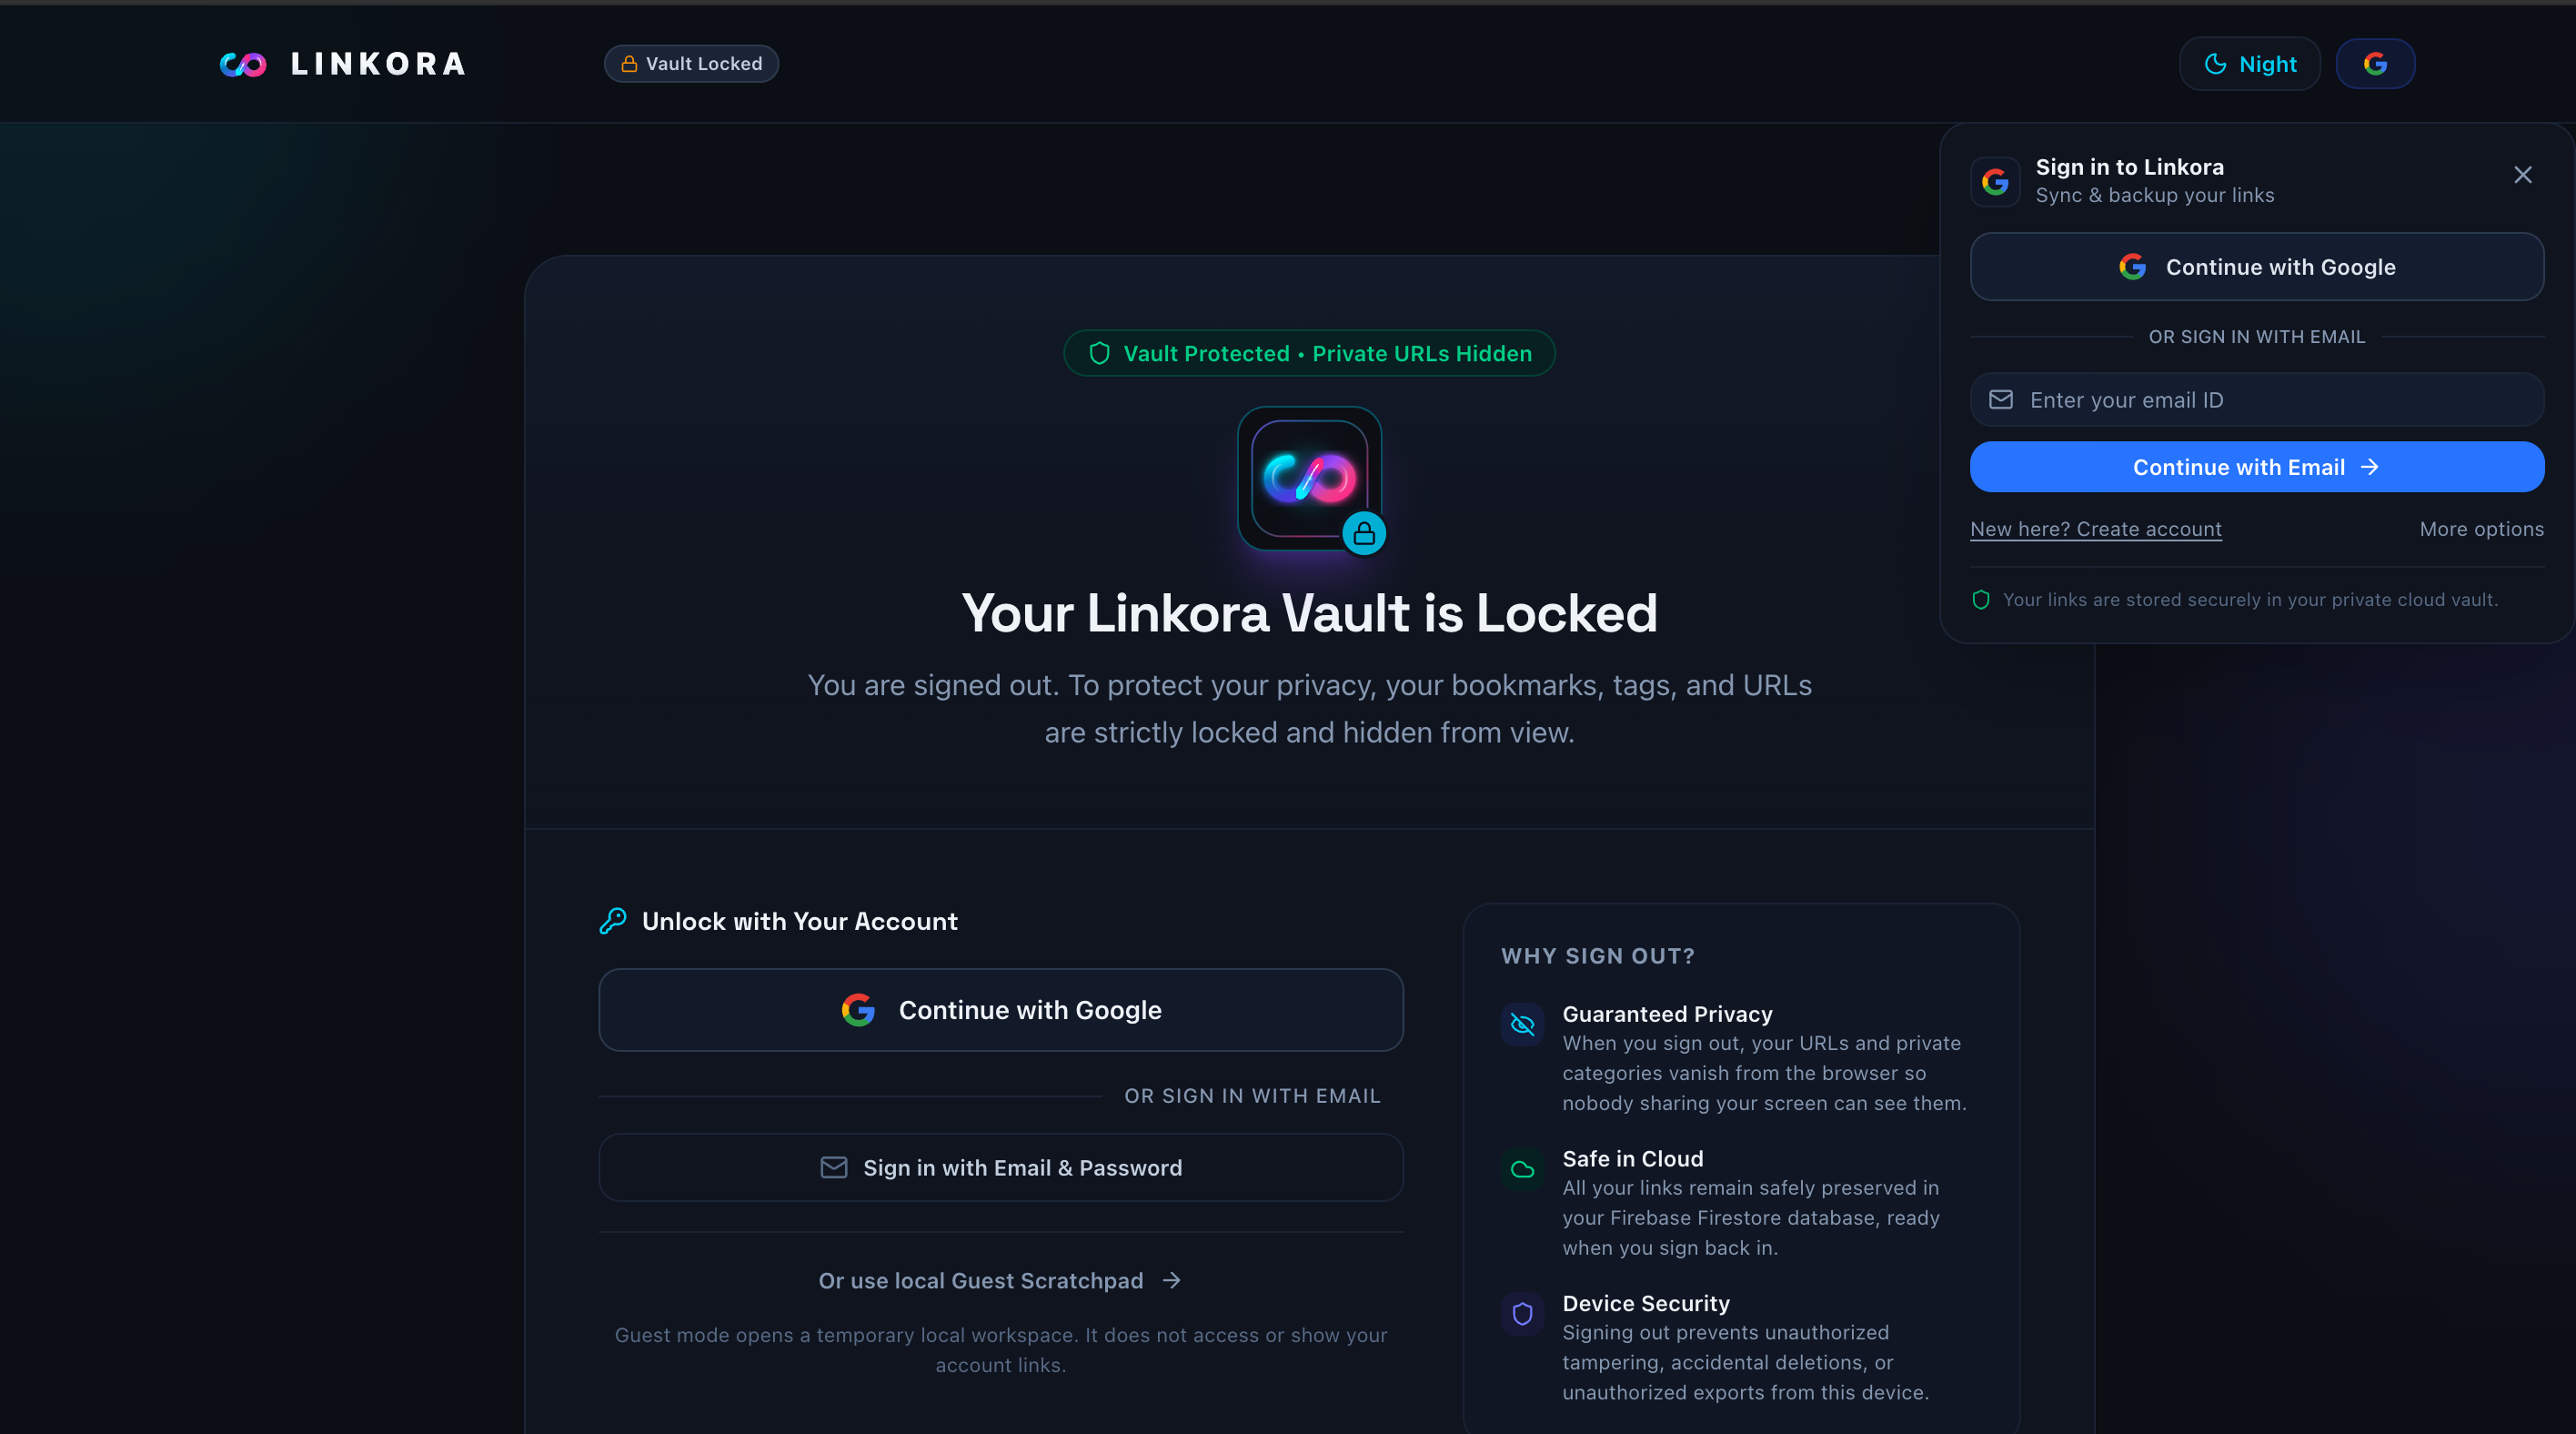 LINKORA
Vault Locked
Night
Sign in to Linkora
Sync & backup your links
Continue with Google
OR SIGN IN WITH EMAIL
Enter your email ID
Continue with Email →
New here? Create account
More options
Your links are stored securely in your private cloud vault.
Vault Protected • Private URLs Hidden
Your Linkora Vault is Locked
You are signed out. To protect your privacy, your bookmarks, tags, and URLs
are strictly locked and hidden from view.
Unlock with Your Account
Continue with Google
OR SIGN IN WITH EMAIL
Sign in with Email & Password
Or use local Guest Scratchpad →
Guest mode opens a temporary local workspace. It does not access or show your
account links.
WHY SIGN OUT?
Guaranteed Privacy
When you sign out, your URLs and private
categories vanish from the browser so
nobody sharing your screen can see them.
Safe in Cloud
All your links remain safely preserved in
your Firebase Firestore database, ready
when you sign back in.
Device Security
Signing out prevents unauthorized
tampering, accidental deletions, or
unauthorized exports from this device.